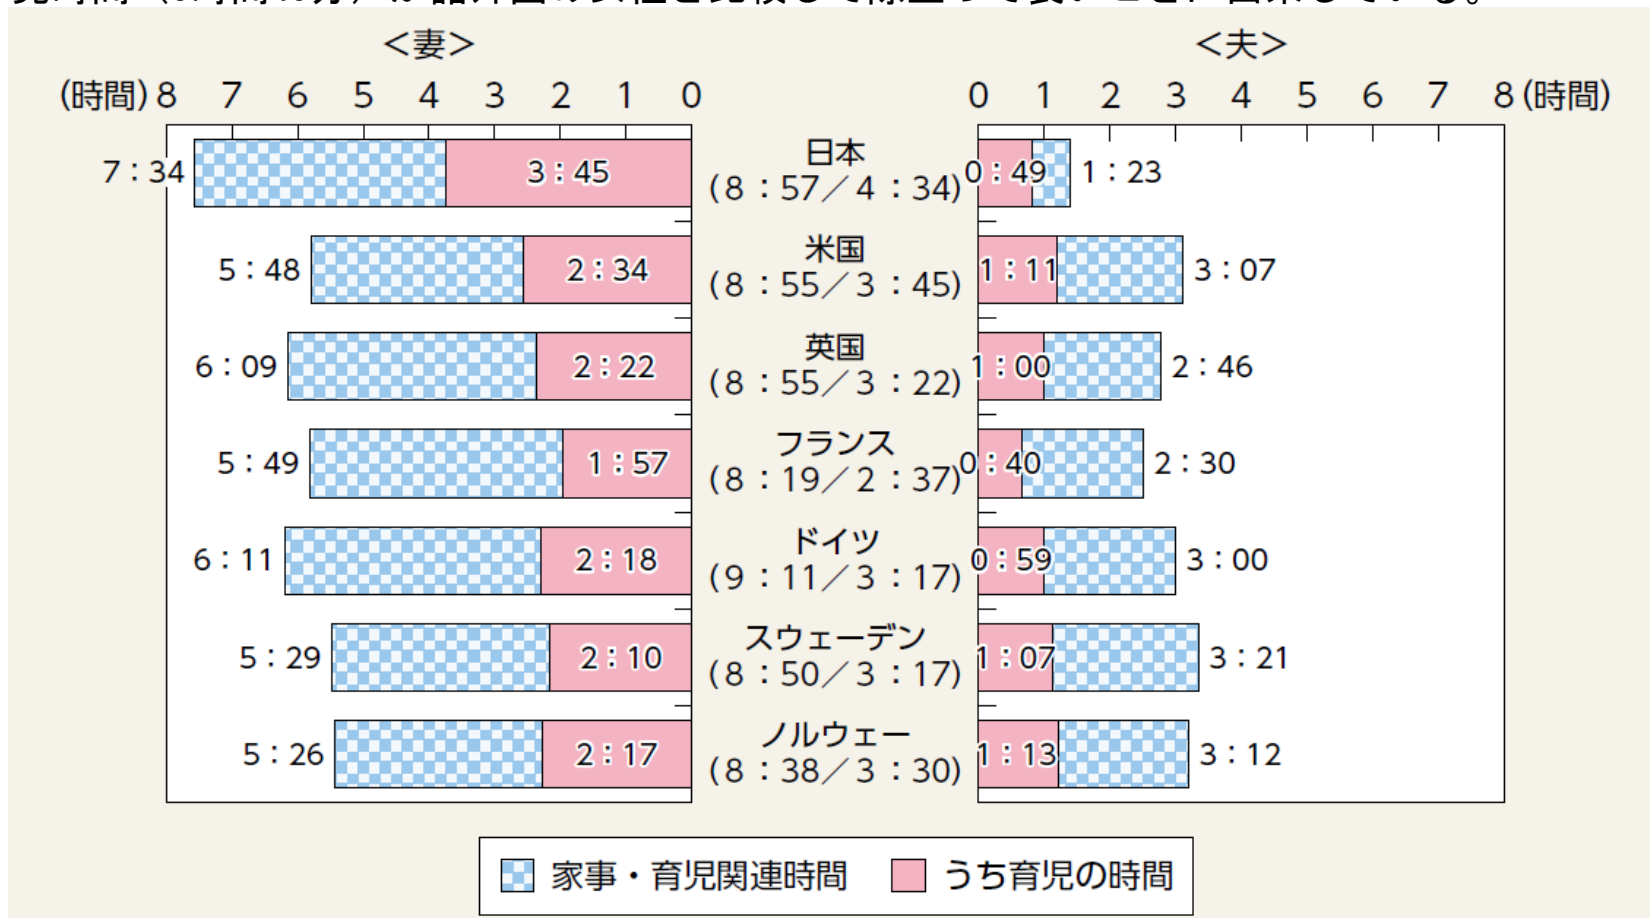 <妻>
<夫>
(時間) 8 7 6 5 4 3 2 1 0
0 1 2 3 4 5 6 7 8 (時間)
7:34 3:45 日本 0:49 1:23
(8:57/4:34)
5:48 2:34 米国 1:11 3:07
(8:55/3:45)
6:09 2:22 英国 1:00 2:46
(8:55/3:22)
5:49 1:57 フランス 0:40 2:30
(8:19/2:37)
6:11 2:18 ドイツ 0:59 3:00
(9:11/3:17)
5:29 2:10 スウェーデン 1:07 3:21
(8:50/3:17)
5:26 2:17 ノルウェー 1:13 3:12
(8:38/3:30)
家事・育児関連時間 うち育児の時間